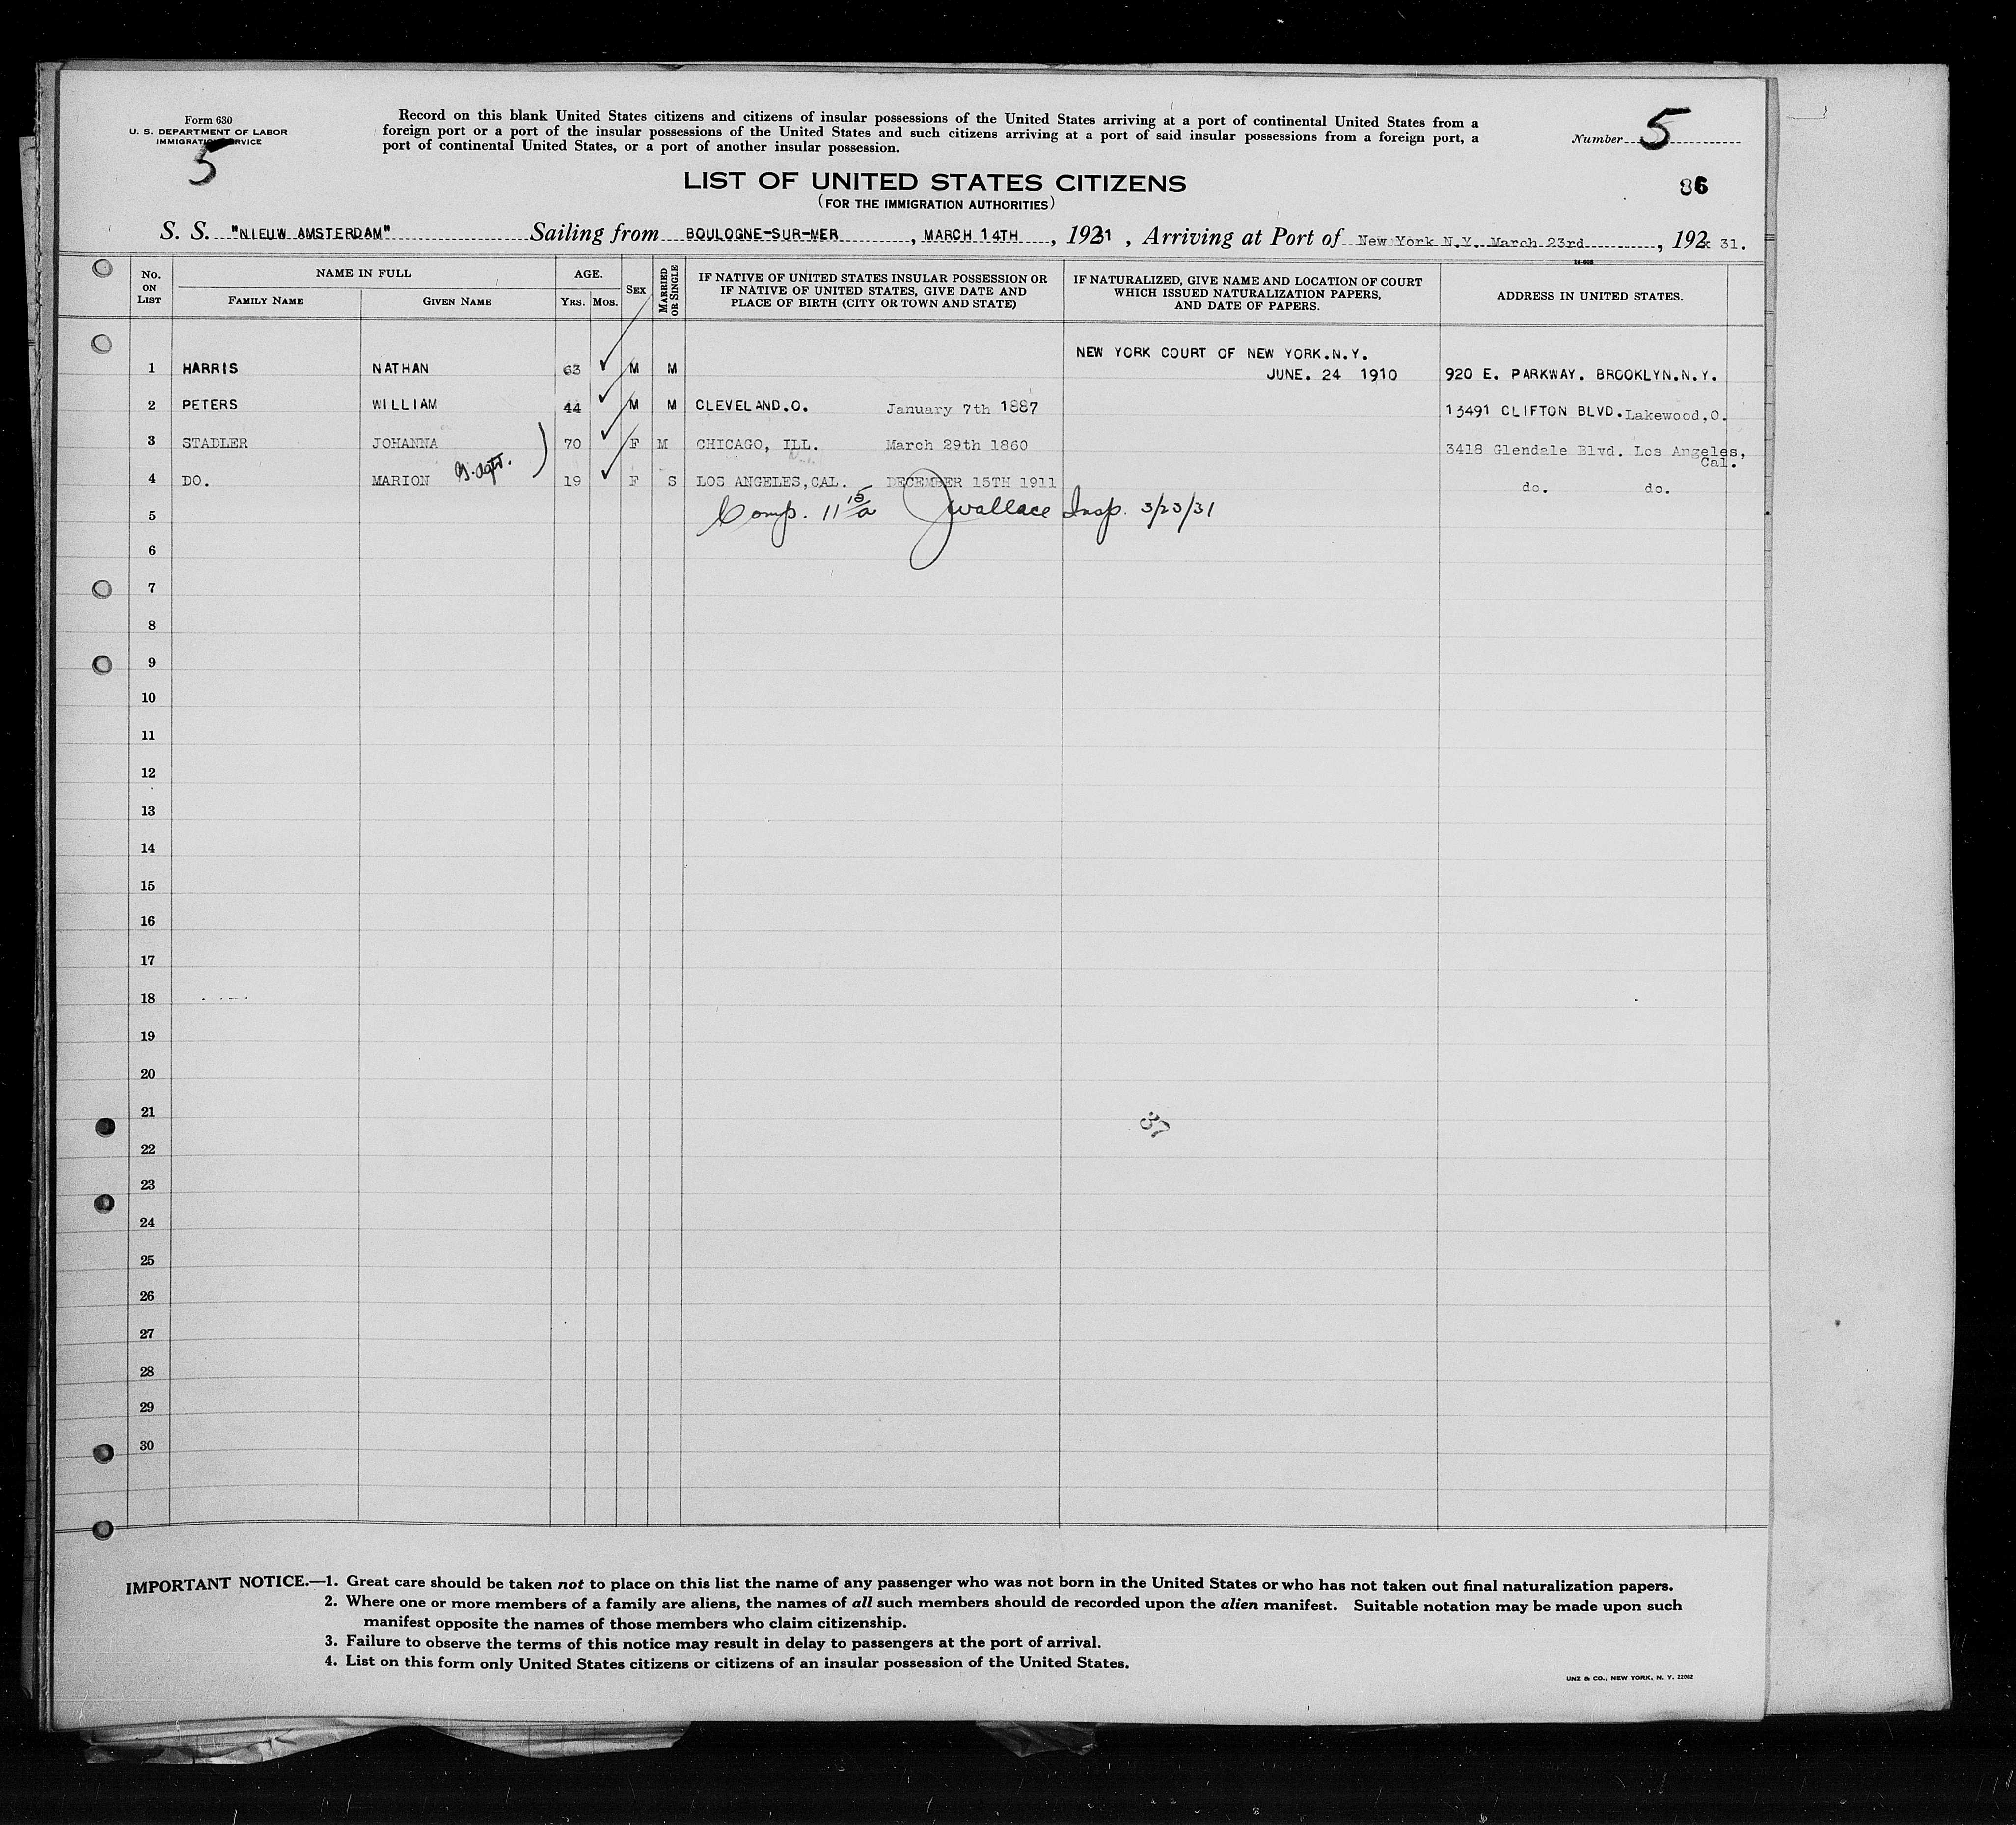 Form 630
U. S. DEPARTMENT OF LABOR
IMMIGRATION SERVICE
5
Record on this blank United States citizens and citizens of insular possessions of the United States arriving at a port of continental United States from a
foreign port or a port of the insular possessions of the United States and such citizens arriving at a port of said insular possessions from a foreign port, a
port of continental United States, or a port of another insular possession.
Number 5
LIST OF UNITED STATES CITIZENS
(FOR THE IMMIGRATION AUTHORITIES)
86
S. S. "NIEUW AMSTERDAM" Sailing from BOULOGNE-SUR-MER, MARCH 14TH, 1931, Arriving at Port of New York N.Y. March 23rd, 192x 31.
No. ON LIST
NAME IN FULL
FAMILY NAME GIVEN NAME
AGE.
YRS. MOS.
SEX
MARRIED OR SINGLE
IF NATIVE OF UNITED STATES INSULAR POSSESSION OR
IF NATIVE OF UNITED STATES, GIVE DATE AND
PLACE OF BIRTH (CITY OR TOWN AND STATE)
IF NATURALIZED, GIVE NAME AND LOCATION OF COURT
WHICH ISSUED NATURALIZATION PAPERS,
AND DATE OF PAPERS.
ADDRESS IN UNITED STATES.
NEW YORK COURT OF NEW YORK.N.Y.
1 HARRIS NATHAN 63 M M JUNE. 24 1910 920 E. PARKWAY. BROOKLYN.N.Y.
2 PETERS WILLIAM 44 M M CLEVELAND.O. January 7th 1887 13491 CLIFTON BLVD.Lakewood,O.
3 STADLER JOHANNA 70 F M CHICAGO, ILL. March 29th 1860 3418 Glendale Blvd. Los Angeles,
Cal.
4 DO. MARION 19 F S LOS ANGELES,CAL. DECEMBER 15TH 1911 do. do.
5 Comp. 11 15/a JWallace Insp. 3/23/31
6
7
8
9
10
11
12
13
14
15
16
17
18
19
20
21
37
22
23
24
25
26
27
28
29
30
IMPORTANT NOTICE.—1. Great care should be taken not to place on this list the name of any passenger who was not born in the United States or who has not taken out final naturalization papers.
2. Where one or more members of a family are aliens, the names of all such members should de recorded upon the alien manifest. Suitable notation may be made upon such
manifest opposite the names of those members who claim citizenship.
3. Failure to observe the terms of this notice may result in delay to passengers at the port of arrival.
4. List on this form only United States citizens or citizens of an insular possession of the United States.
UNZ & CO., NEW YORK, N. Y. 22062